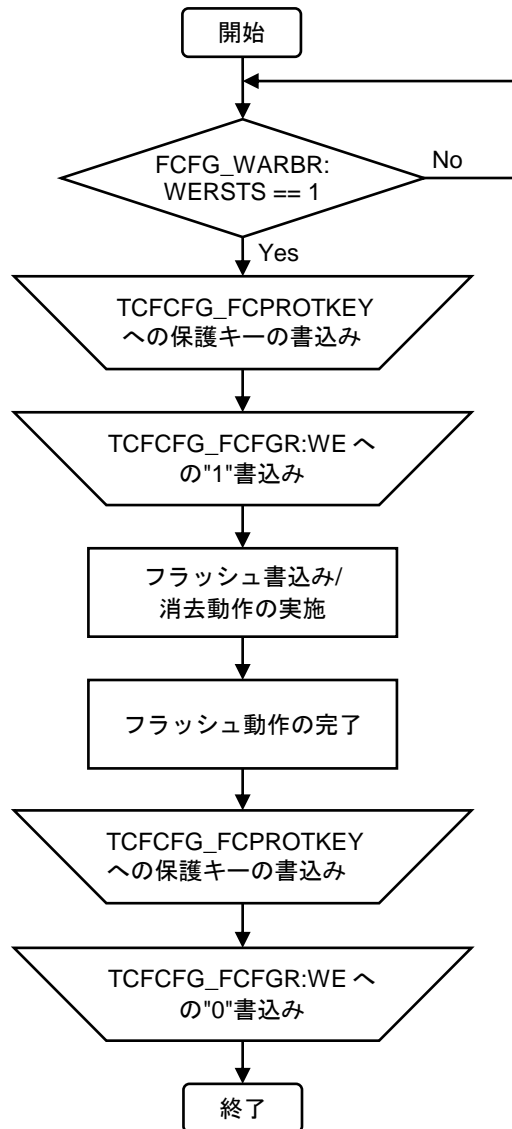 開始
FCFG_WARBR:
WERSTS == 1
No
Yes
TCFCFG_FCPROTKEY
への保護キーの書込み
TCFCFG_FCFGR:WE へ
の"1"書込み
フラッシュ書込み/
消去動作の実施
フラッシュ動作の完了
TCFCFG_FCPROTKEY
への保護キーの書込み
TCFCFG_FCFGR:WE へ
の"0"書込み
終了